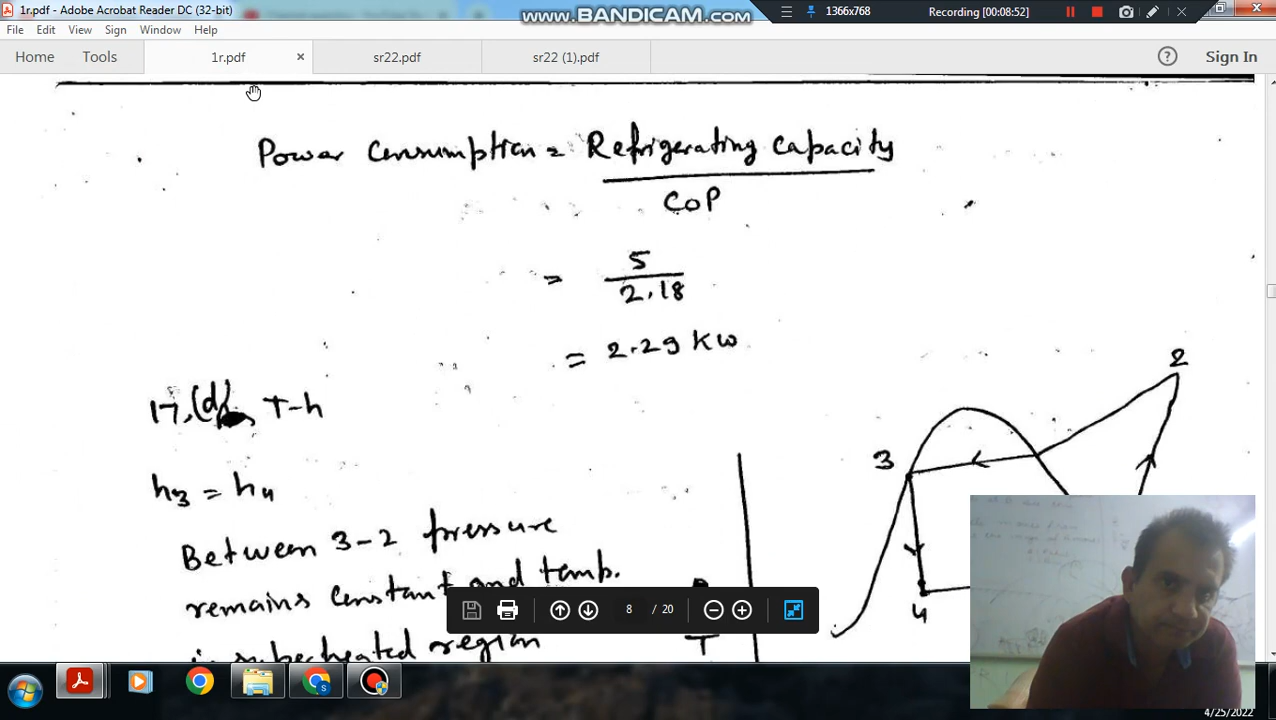 1r.pdf - Adobe Acrobat Reader DC (32-bit)
www.BANDICAM.com
1366x768
Recording [00:08:52]
File Edit View Sign Window Help
Home Tools 1r.pdf × sr22.pdf sr22 (1).pdf ? Sign In
Power Consumption = Refrigerating Capacity
COP
= 5
2.18
= 2.29 kW
17.(d) T-h
h3 = h4
Between 3-2 pressure
remains constant and temp.
in superheated region
2
3
4
T
8 / 20
4/25/2022